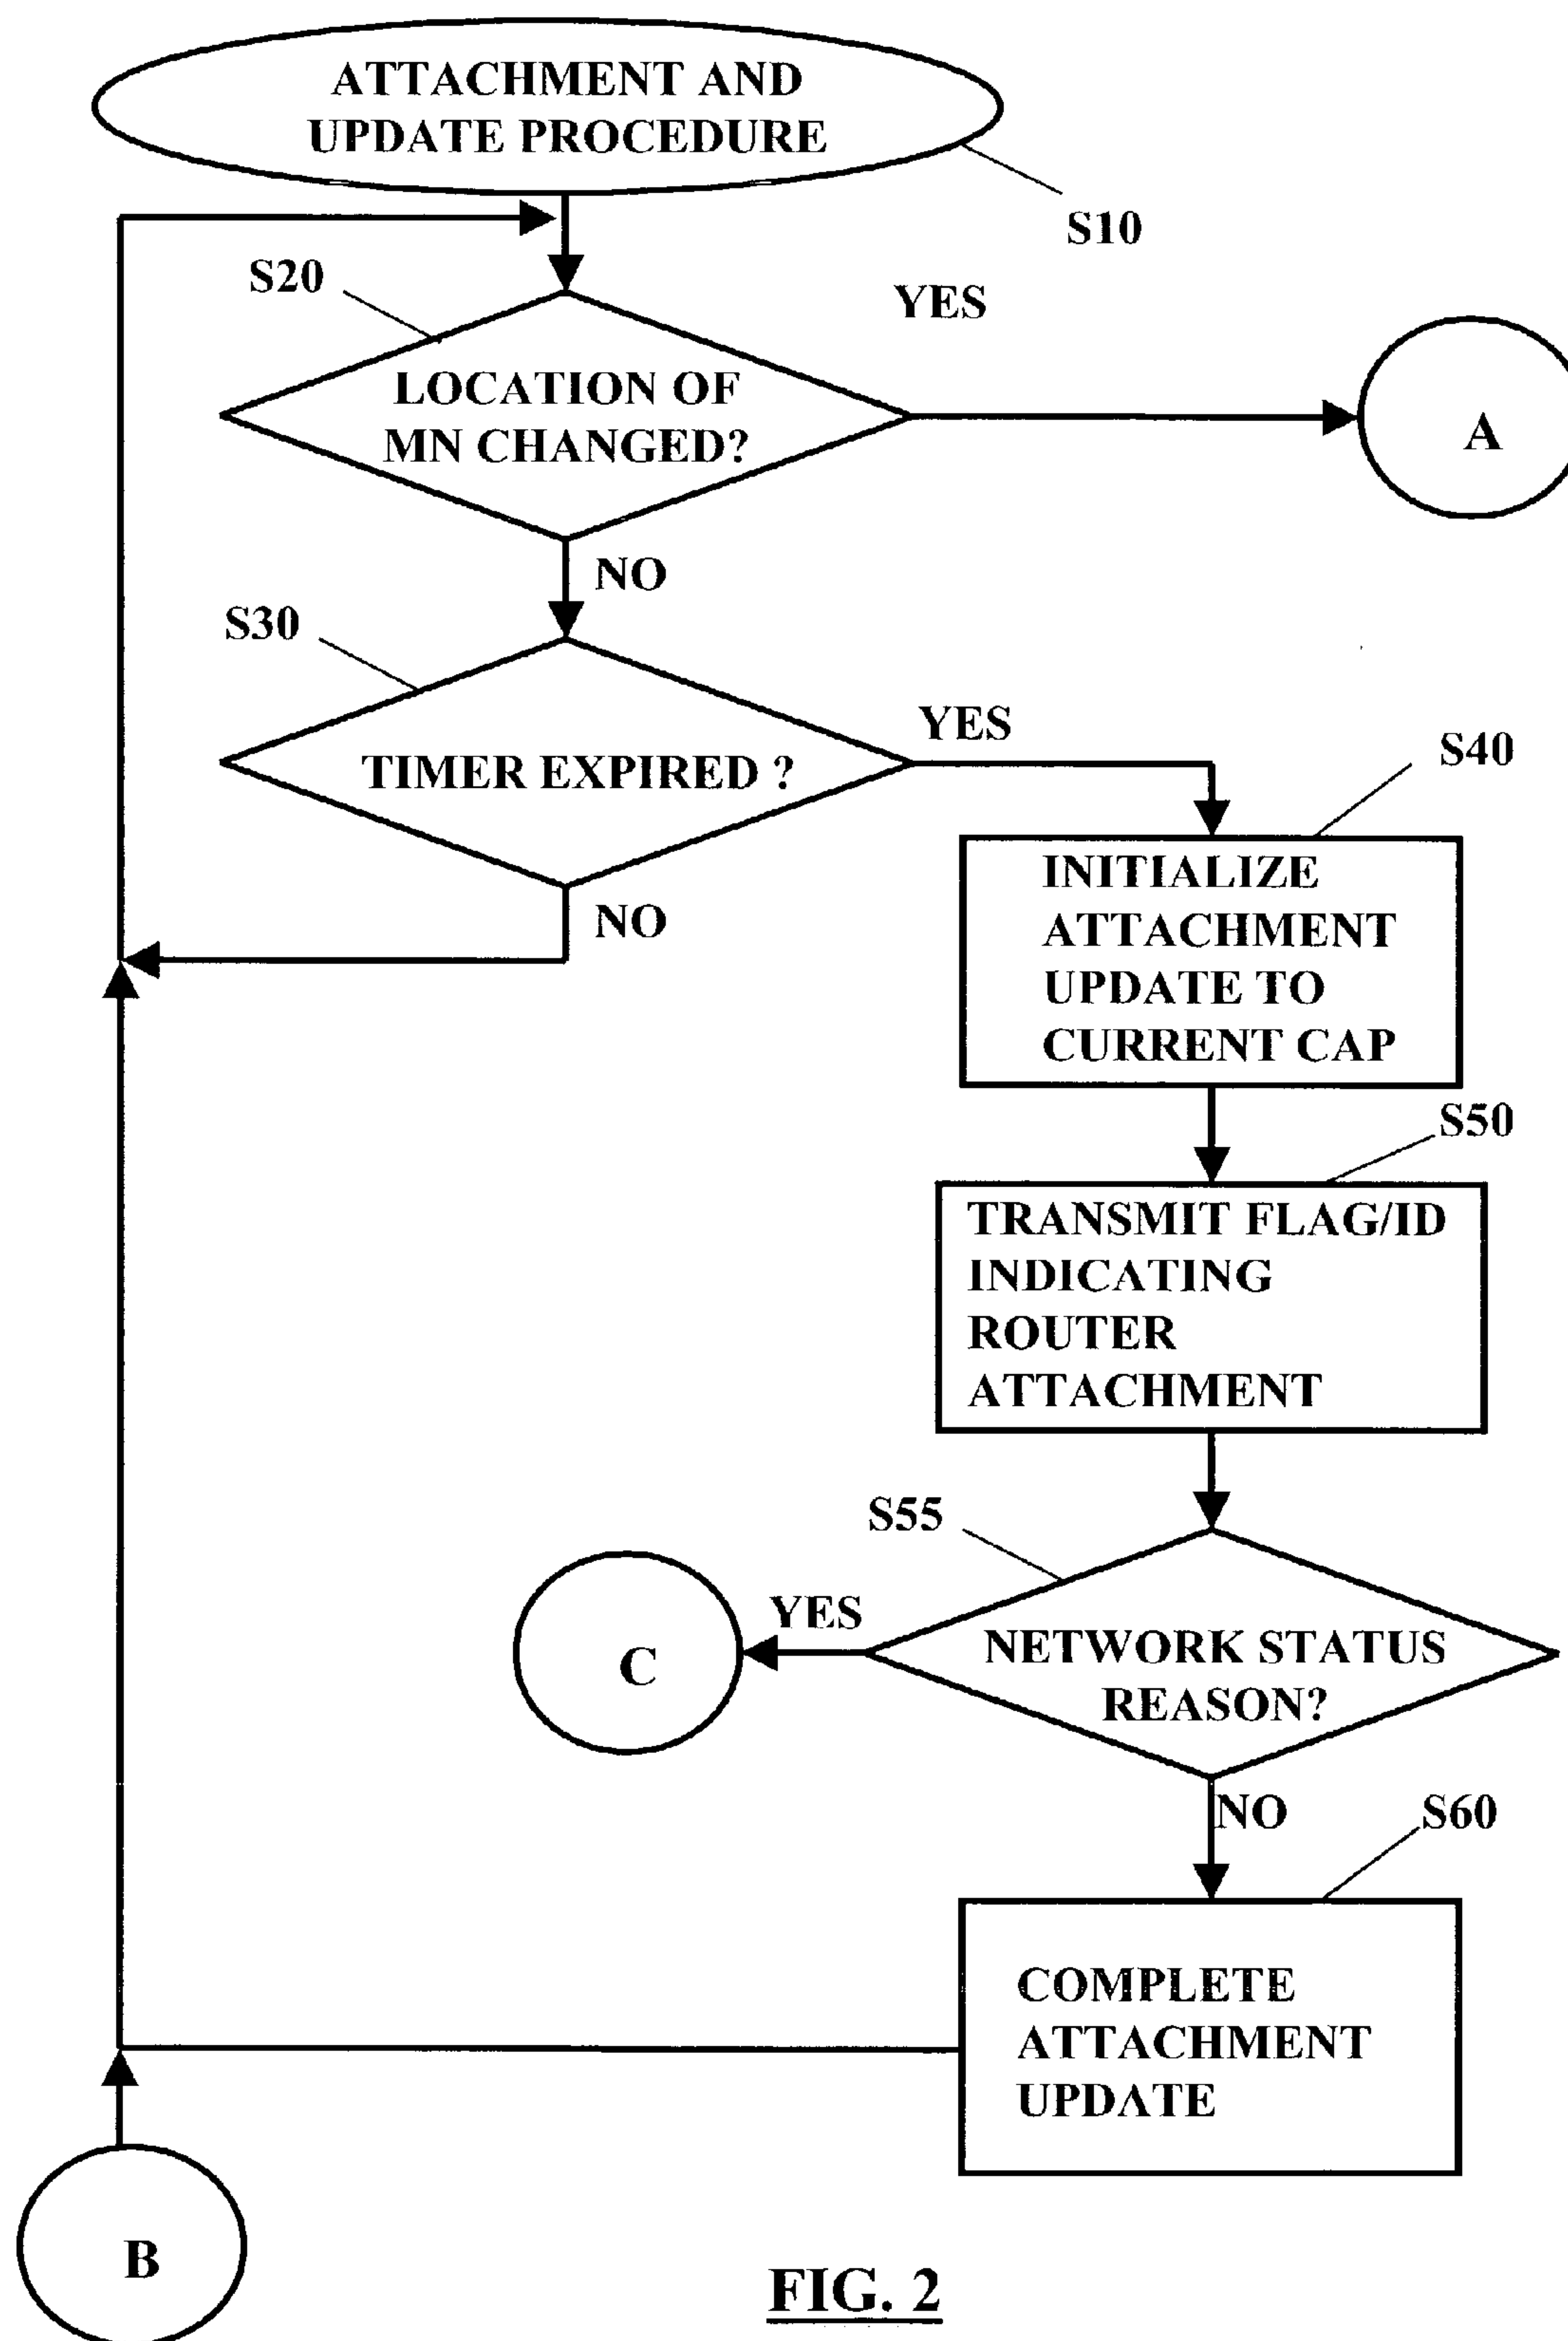 ATTACHMENT AND
UPDATE PROCEDURE
S10
S20
YES
LOCATION OF
MN CHANGED?
A
NO
S30
YES
TIMER EXPIRED ?
S40
NO
INITIALIZE
ATTACHMENT
UPDATE TO
CURRENT CAP
S50
TRANSMIT FLAG/ID
INDICATING
ROUTER
ATTACHMENT
S55
YES
C
NETWORK STATUS
REASON?
NO
S60
COMPLETE
ATTACHMENT
UPDATE
B
FIG. 2